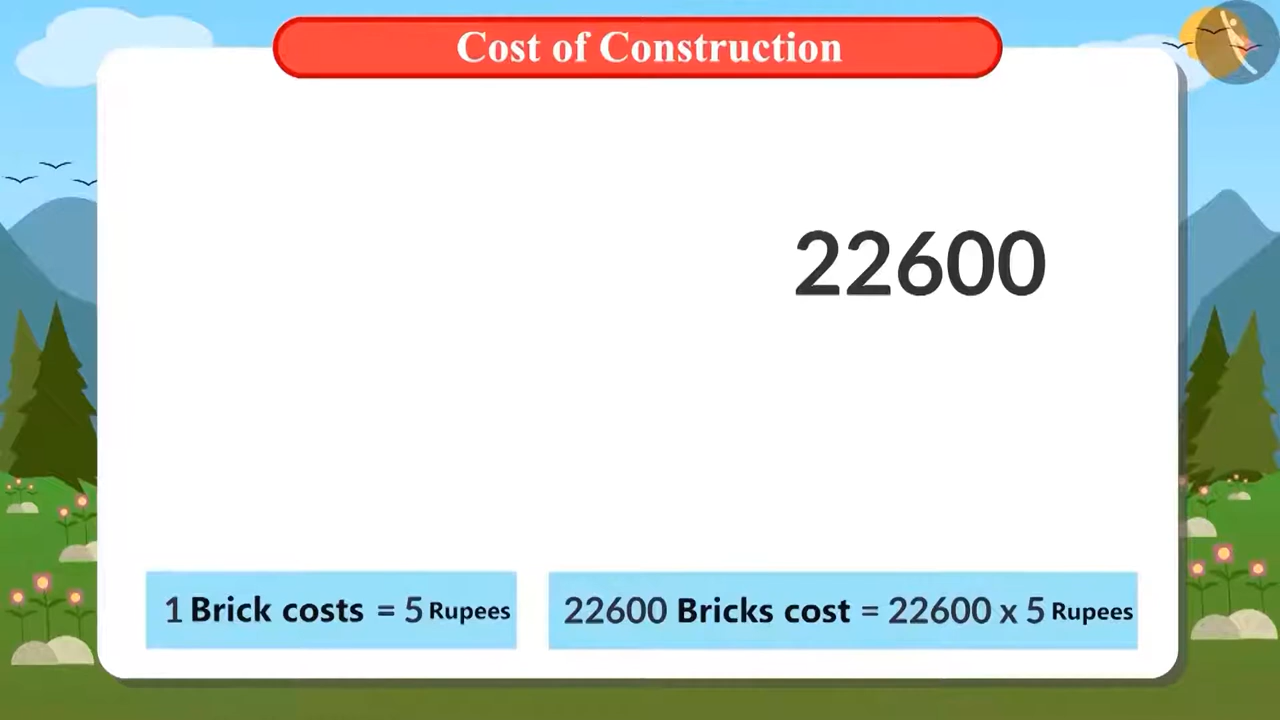 Cost of Construction
22600
1 Brick costs = 5 Rupees
22600 Bricks cost = 22600 x 5 Rupees